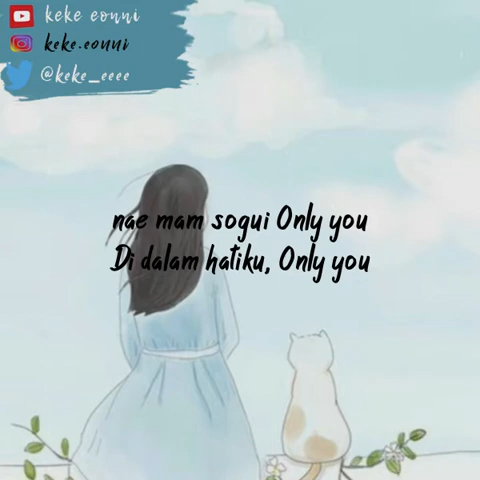 keke eonni
keke.eonni
@keke_eeee
nae mam sogui Only you
Di dalam hatiku, Only you